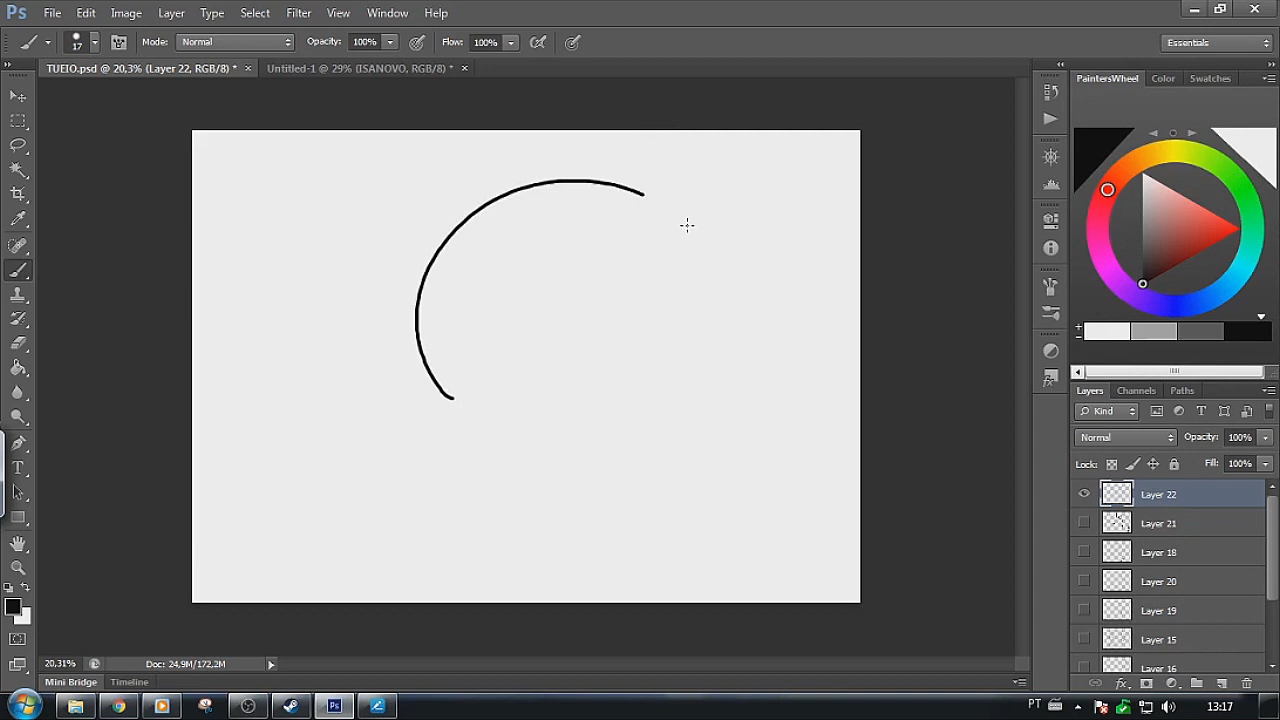 Ps File Edit Image Layer Type Select Filter View Window Help
17 Mode: Normal Opacity: 100% Flow: 100% Essentials
TUEIO.psd @ 20,3% (Layer 22, RGB/8) * × Untitled-1 @ 29% (ISANOVO, RGB/8) * ×
PaintersWheel Color Swatches
Layers Channels Paths
Kind
Normal Opacity: 100%
Lock: Fill: 100%
Layer 22
Layer 21
Layer 18
Layer 20
Layer 19
Layer 15
Layer 16
20,31% Doc: 24,9M/172,2M
Mini Bridge Timeline
Ps PT 13:17